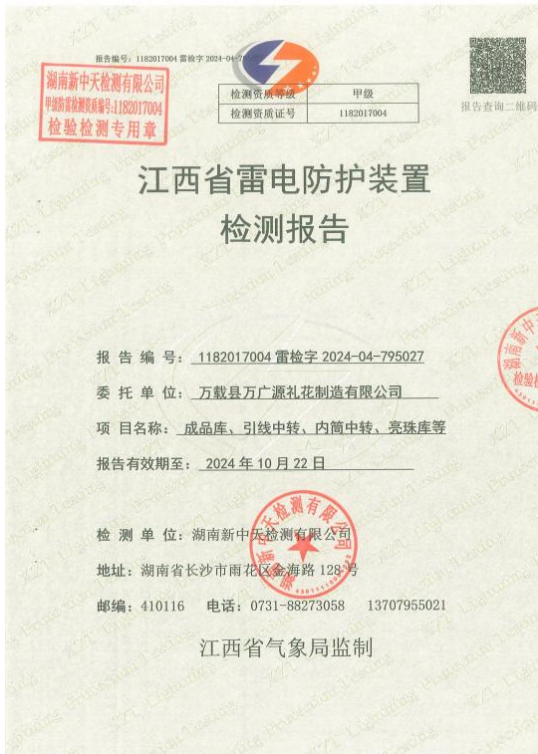 报告编号：1182017004 雷检字 2024-04-7
湖南新中天检测有限公司
甲级防雷检测资质编号:1182017004
检验检测专用章
检测资质等级 甲级
检测资质证号 1182017004
报告查询二维码
江西省雷电防护装置
检测报告
报告编号：1182017004 雷检字 2024-04-795027
委托单位：万载县万广源礼花制造有限公司
项目名称：成品库、引线中转、内筒中转、亮珠库等
报告有效期至：2024 年 10 月 22 日
检测单位：湖南新中天检测有限公司
地址：湖南省长沙市雨花区金海路 128 号
邮编：410116 电话：0731-88273058 13707955021
江西省气象局监制